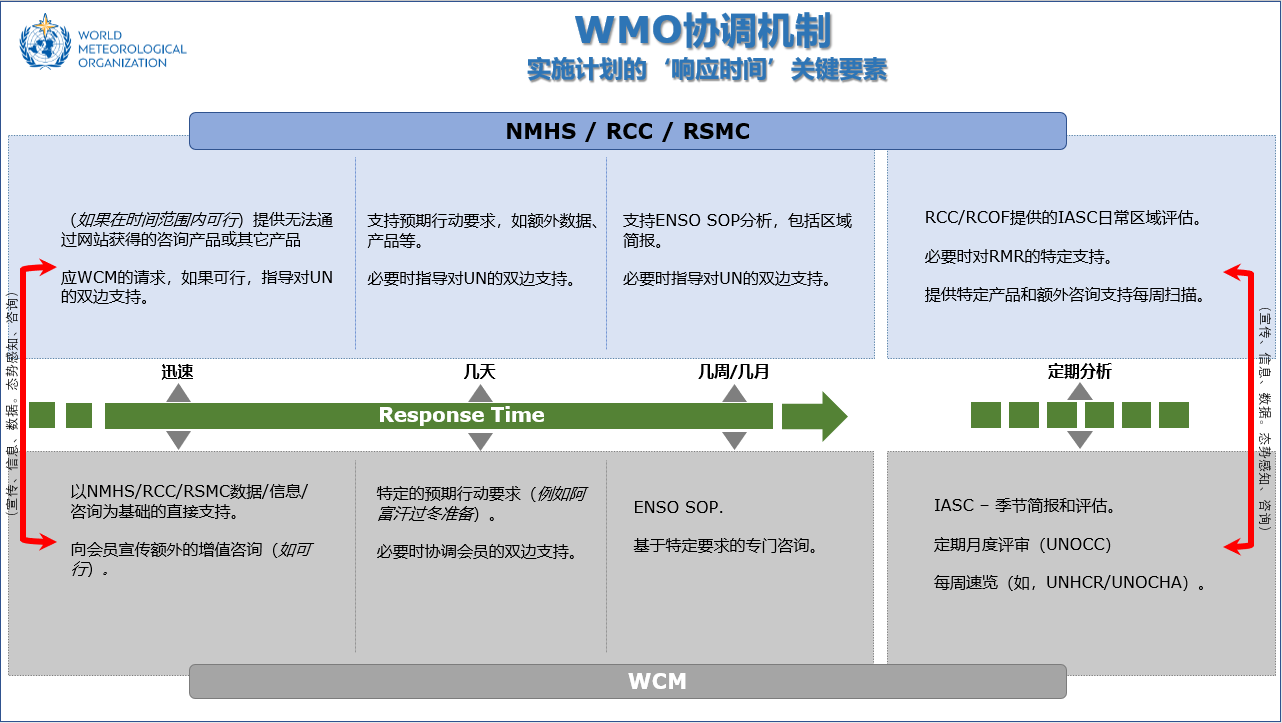 WORLD
METEOROLOGICAL
ORGANIZATION
WMO协调机制
实施计划的‘响应时间’关键要素
NMHS / RCC / RSMC
（如果在时间范围内可行）提供无法通
过网站获得的咨询产品或其它产品
应WCM的请求，如果可行，指导对UN
的双边支持。
支持预期行动要求，如额外数据、
产品等。
必要时指导对UN的双边支持。
支持ENSO SOP分析，包括区域
简报。
必要时指导对UN的双边支持。
RCC/RCOF提供的IASC日常区域评估。
必要时对RMR的特定支持。
提供特定产品和额外咨询支持每周扫描。
（宣传、信息、数据。态势感知、咨询）
（宣传、信息、数据。态势感知、咨询）
迅速
几天
几周/几月
定期分析
Response Time
以NMHS/RCC/RSMC数据/信息/
咨询为基础的直接支持。
向会员宣传额外的增值咨询（如可
行）.
特定的预期行动要求（例如阿
富汗过冬准备）。
必要时协调会员的双边支持。
ENSO SOP.
基于特定要求的专门咨询。
IASC – 季节简报和评估。
定期月度评审（UNOCC）
每周速览（如，UNHCR/UNOCHA）。
WCM